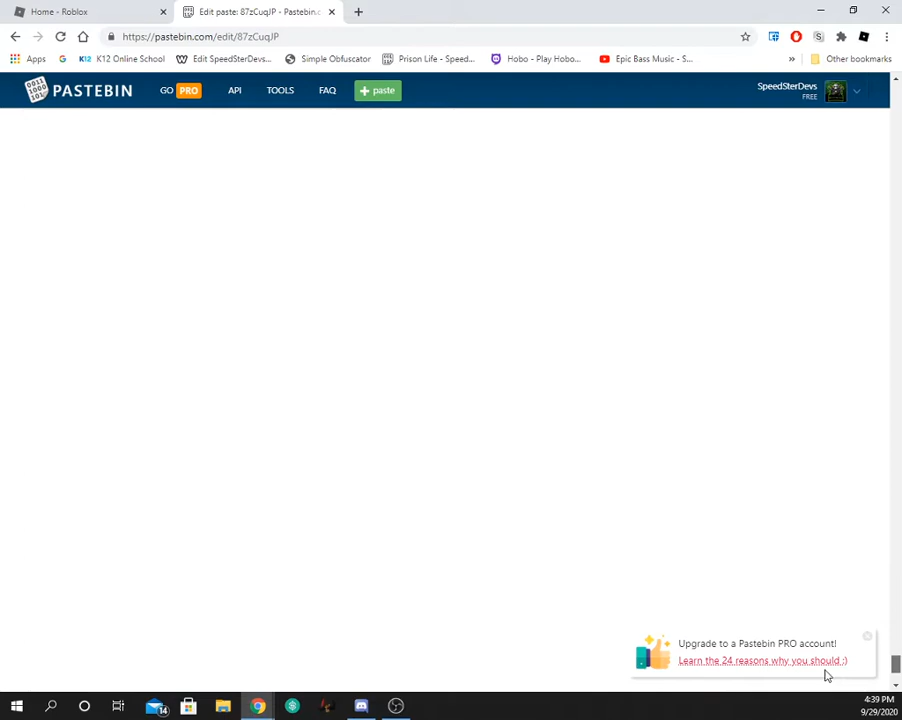 Home - Roblox
Edit paste: 87zCuqJP - Pastebin.c
https://pastebin.com/edit/87zCuqJP
Apps
K12 Online School
Edit SpeedSterDevs...
Simple Obfuscator
Prison Life - Speed...
Hobo - Play Hobo...
Epic Bass Music - S...
Other bookmarks
PASTEBIN
GO PRO
API
TOOLS
FAQ
+ paste
SpeedSterDevs
FREE
Upgrade to a Pastebin PRO account!
Learn the 24 reasons why you should :)
14
4:39 PM
9/29/2020